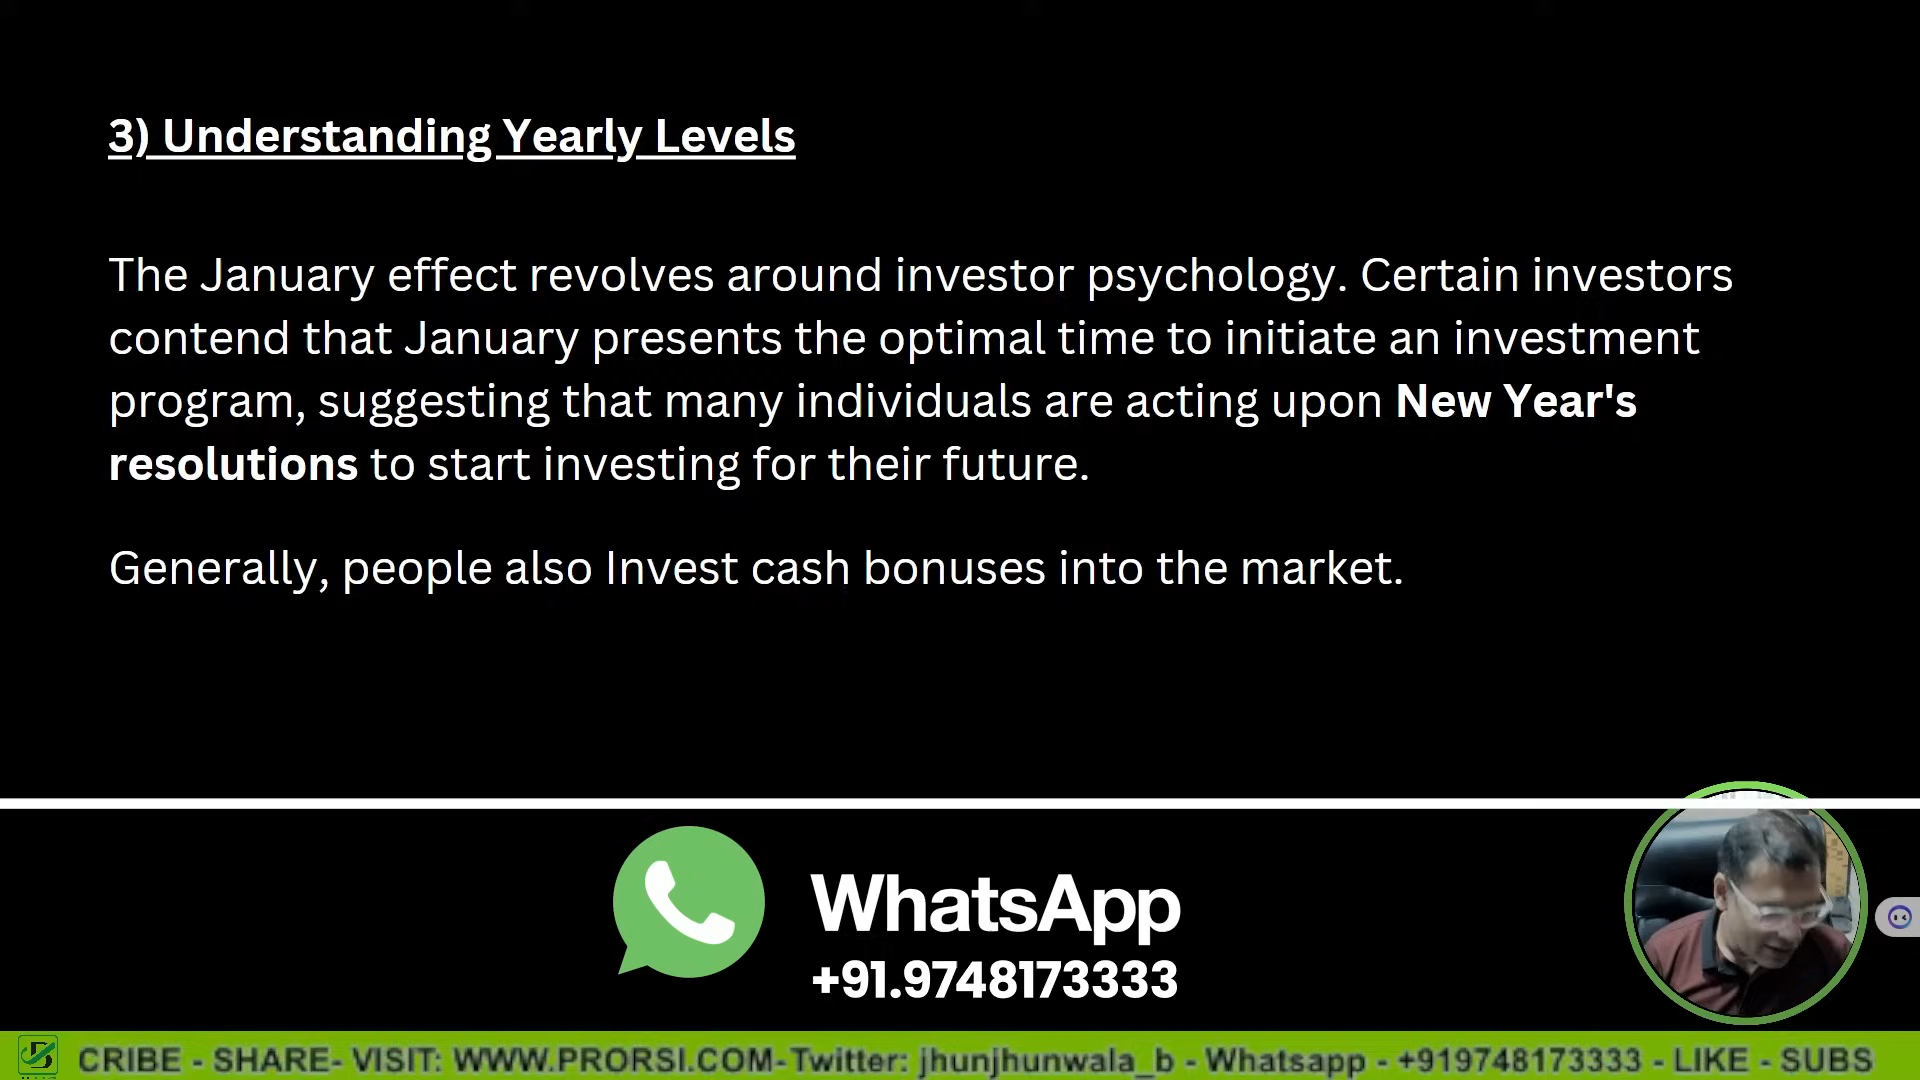 3) Understanding Yearly Levels
The January effect revolves around investor psychology. Certain investors
contend that January presents the optimal time to initiate an investment
program, suggesting that many individuals are acting upon New Year's
resolutions to start investing for their future.
Generally, people also Invest cash bonuses into the market.
WhatsApp
+91.9748173333
CRIBE - SHARE- VISIT: WWW.PRORSI.COM-Twitter: jhunjhunwala_b - Whatsapp - +919748173333 - LIKE - SUBS